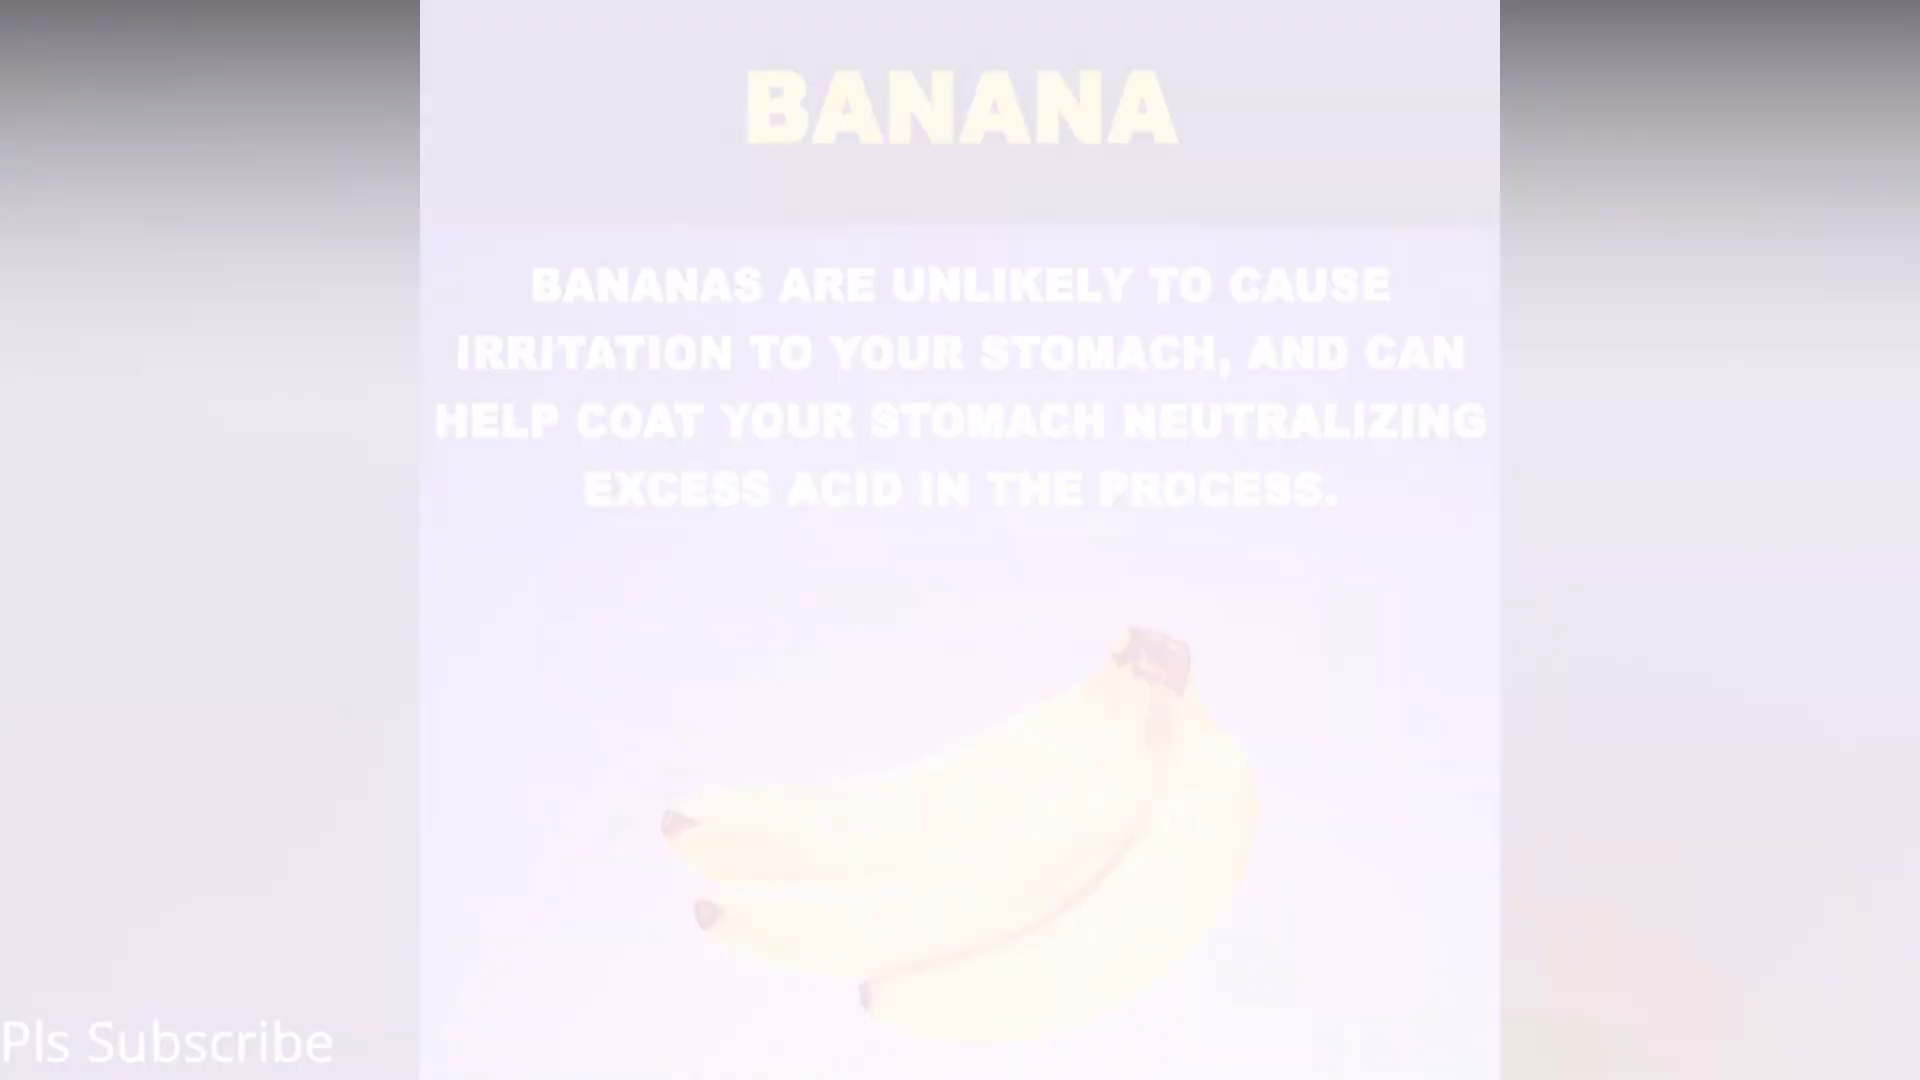 BANANA
BANANAS ARE UNLIKELY TO CAUSE
IRRITATION TO YOUR STOMACH, AND CAN
HELP COAT YOUR STOMACH NEUTRALIZING
EXCESS ACID IN THE PROCESS.
Pls Subscribe